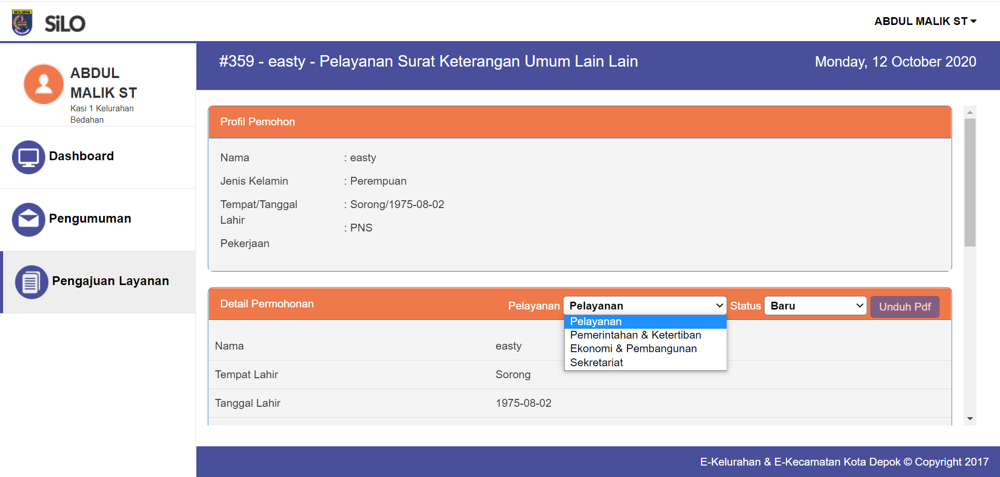 SiLO
ABDUL MALIK ST
ABDUL
MALIK ST
Kasi 1 Kelurahan
Bedahan
Dashboard
Pengumuman
Pengajuan Layanan
#359 - easty - Pelayanan Surat Keterangan Umum Lain Lain
Monday, 12 October 2020
Profil Pemohon
Nama : easty
Jenis Kelamin : Perempuan
Tempat/Tanggal : Sorong/1975-08-02
Lahir
: PNS
Pekerjaan
Detail Permohonan Pelayanan Pelayanan Status Baru Unduh Pdf
Pelayanan
Pemerintahan & Ketertiban
Ekonomi & Pembangunan
Sekretariat
Nama easty
Tempat Lahir Sorong
Tanggal Lahir 1975-08-02
E-Kelurahan & E-Kecamatan Kota Depok © Copyright 2017